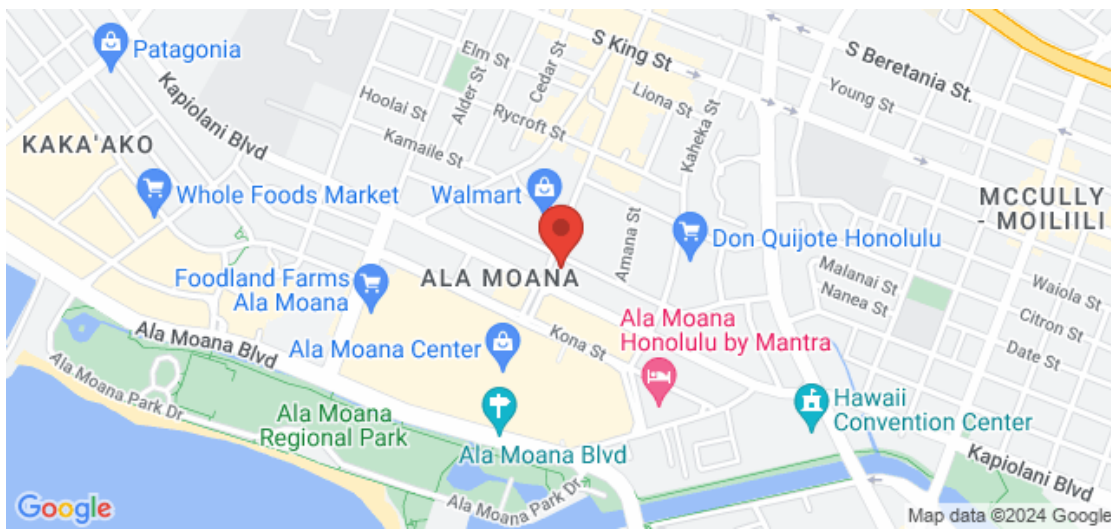 Patagonia
Elm St
Cedar St
S King St
S Beretania St.
Alder St
Hoolai St
Liona St
Young St
Rycroft St
Kaheka St
Kapiolani Blvd
Kamaile St
KAKA'AKO
Whole Foods Market
Walmart
MCCULLY
- MOILIILI
Amana St
Don Quijote Honolulu
Foodland Farms
Ala Moana
ALA MOANA
Malanai St
Nanea St
Waiola St
Citron St
Date St
Ala Moana Blvd
Ala Moana Center
Kona St
Ala Moana
Honolulu by Mantra
Ala Moana Park Dr.
Ala Moana
Regional Park
Ala Moana Blvd
Hawaii
Convention Center
Kapiolani Blvd
Ala Moana Park Dr.
Google
Map data ©2024 Google